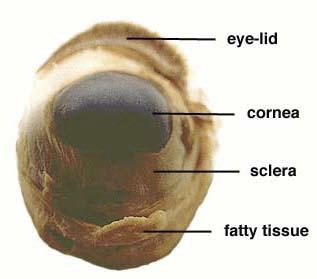 eye-lid
cornea
sclera
fatty tissue